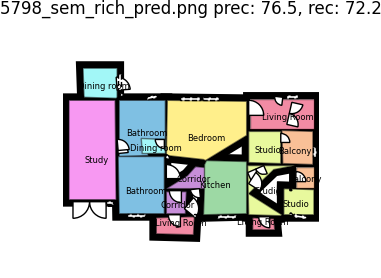 5798_sem_rich_pred.png prec: 76.5, rec: 72.2
Dining room
Living Room
Bathroom
Bedroom
Dining room
Studio
Balcony
Study
Corridor
Kitchen
Balcony
Bathroom
Studio
Corridor
Studio
Living Room
Living Room